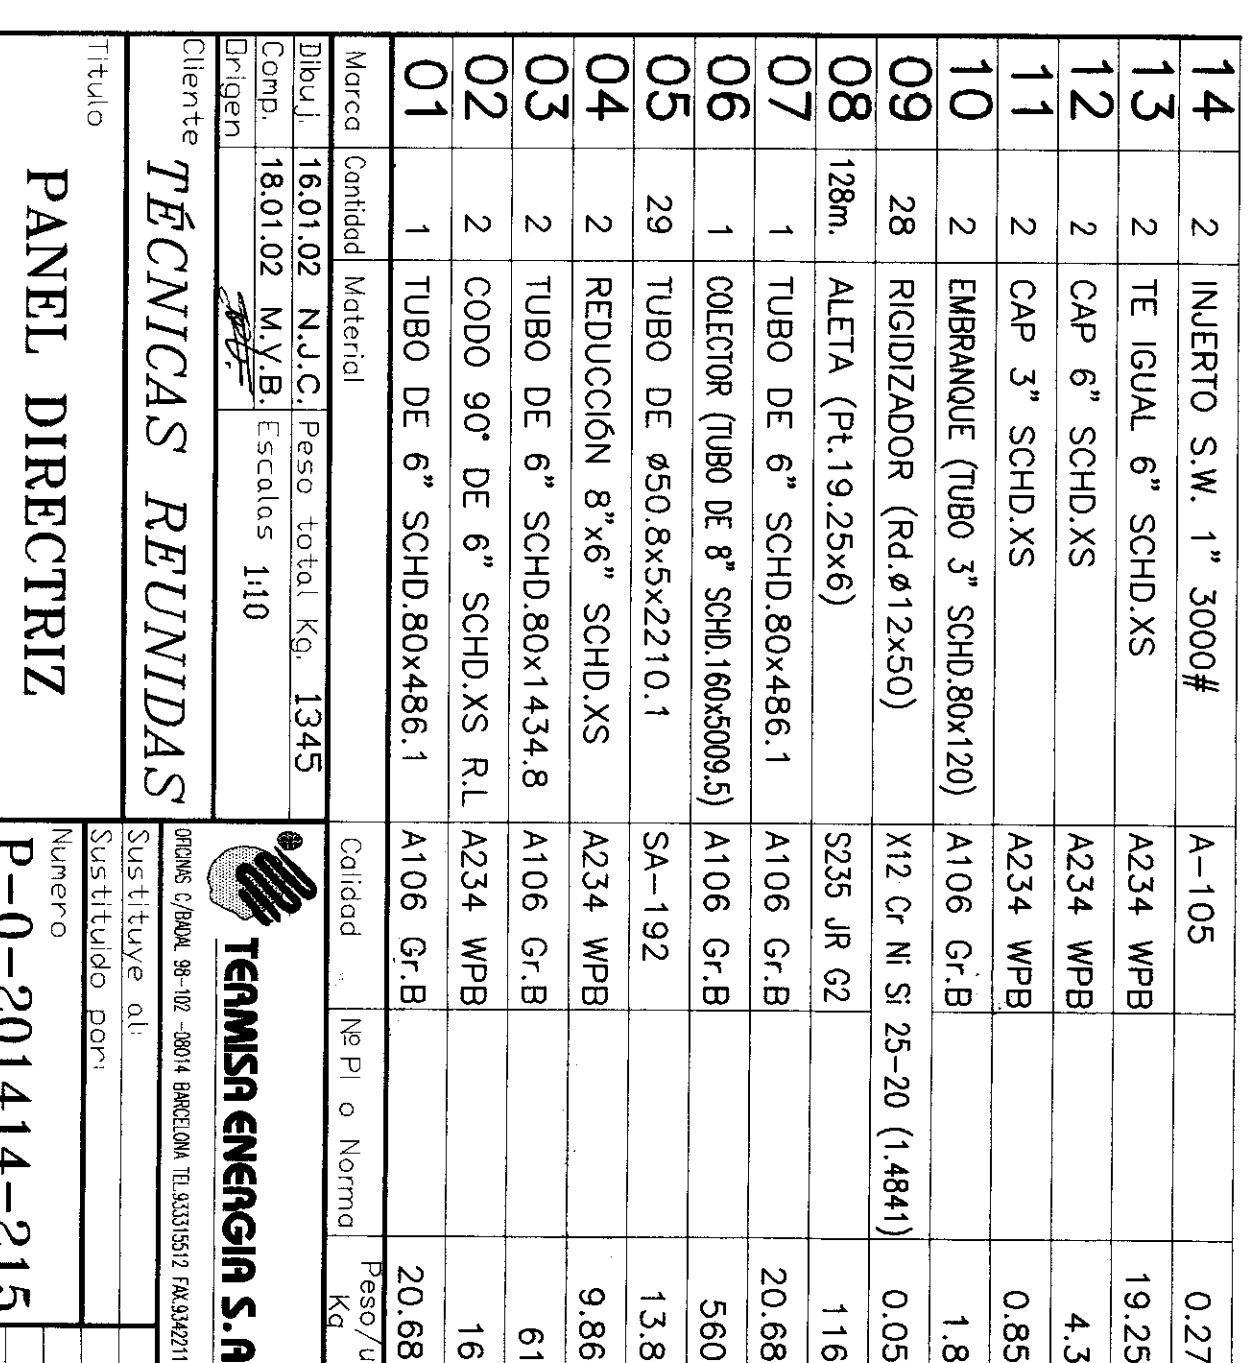 14 2 INJERTO S.W. 1" 3000# A-105 0.27
13 2 TE IGUAL 6" SCHD.XS A234 WPB 19.25
12 2 CAP 6" SCHD.XS A234 WPB 4.3
11 2 CAP 3" SCHD.XS A234 WPB 0.85
10 2 EMBRANQUE (TUBO 3" SCHD.80x120) A106 Gr.B 1.8
09 28 RIGIDIZADOR (Rd.ø12x50) X12 Cr Ni Si 25-20 (1.4841) 0.05
08 128m. ALETA (Pt.19.25x6) S235 JR G2 116
07 1 TUBO DE 6" SCHD.80x486.1 A106 Gr.B 20.68
06 1 COLECTOR (TUBO DE 8" SCHD.160x5009.5) A106 Gr.B 560
05 29 TUBO DE ø50.8x5x2210.1 SA-192 13.8
04 2 REDUCCIÓN 8"x6" SCHD.XS A234 WPB 9.86
03 2 TUBO DE 6" SCHD.80x1434.8 A106 Gr.B 61
02 2 CODO 90° DE 6" SCHD.XS R.L A234 WPB 16
01 1 TUBO DE 6" SCHD.80x486.1 A106 Gr.B 20.68
Marca Cantidad Material Calidad Nº Pl o Norma Peso/u Kg
Dibuj. 16.01.02 N.J.C. Peso total Kg. 1345
Comp. 18.01.02 M.Y.B. Escalas 1:10
Origen
TERMISA ENERGIA S.A
OFICINAS C/BADAL 98-102 -08014 BARCELONA TEL.933315512 FAX.9342211
Cliente TÉCNICAS REUNIDAS
Sustituye al:
Sustituido por:
Titulo
PANEL DIRECTRIZ
Numero
P-0-201414-215